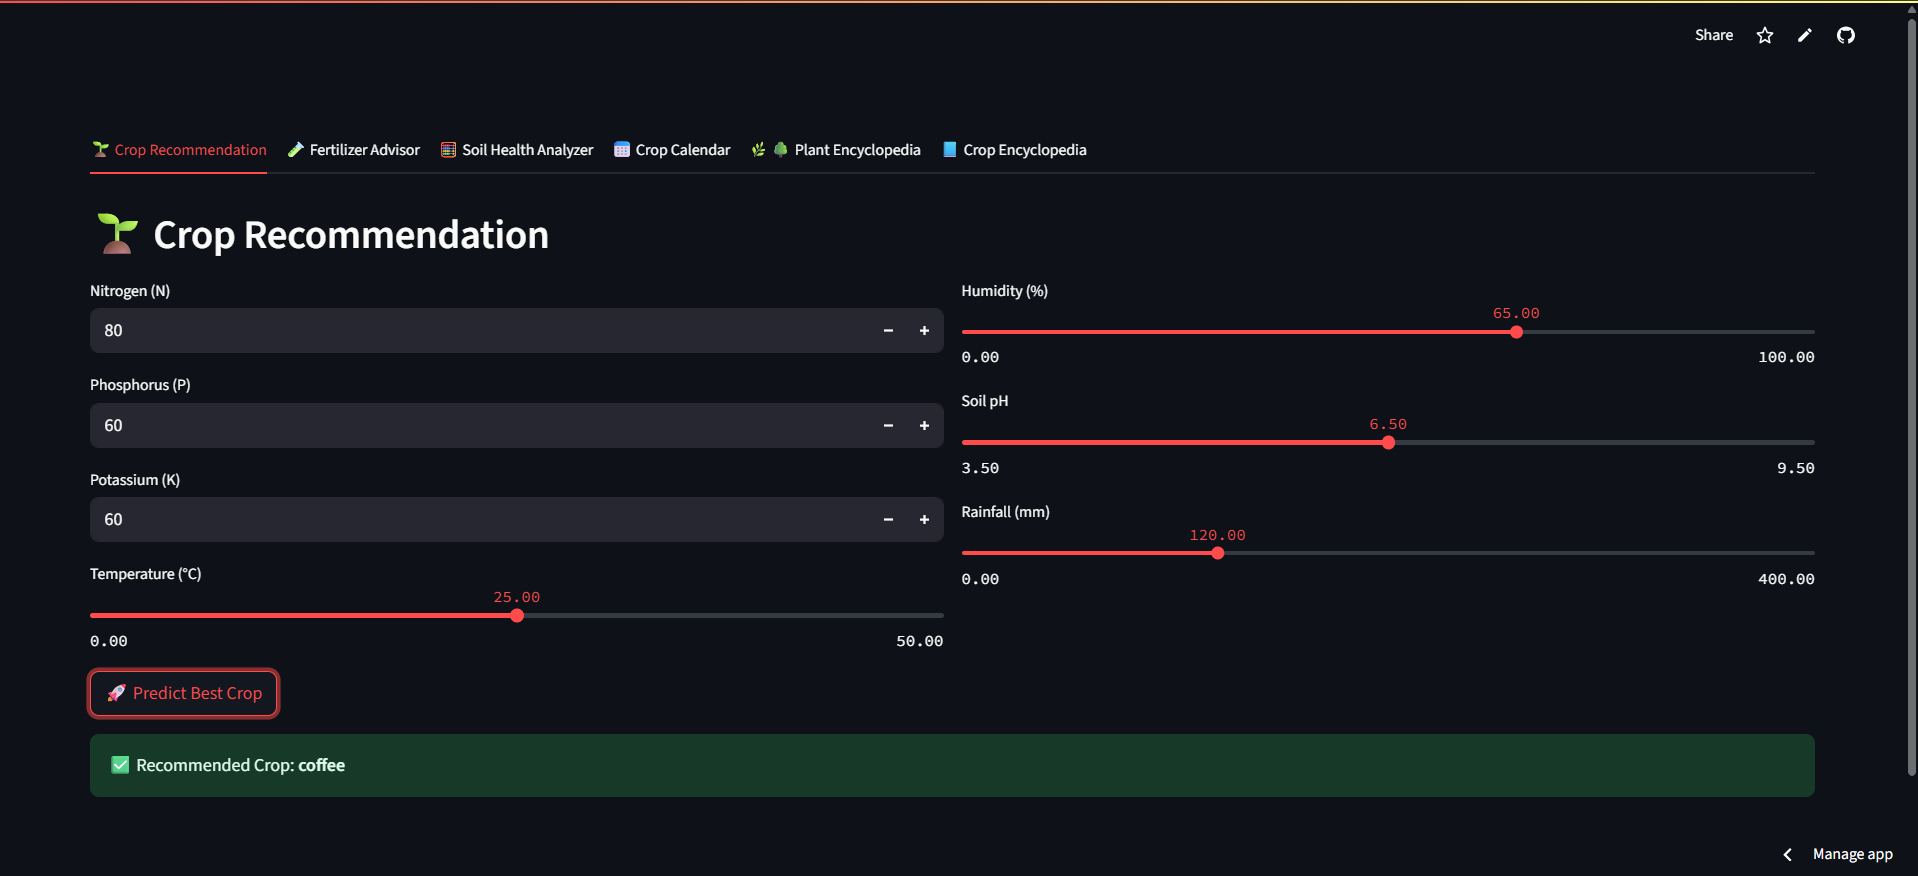 Share
Crop Recommendation Fertilizer Advisor Soil Health Analyzer Crop Calendar Plant Encyclopedia Crop Encyclopedia
Crop Recommendation
Nitrogen (N)
80
Phosphorus (P)
60
Potassium (K)
60
Temperature (°C)
25.00
0.00 50.00
Humidity (%)
65.00
0.00 100.00
Soil pH
6.50
3.50 9.50
Rainfall (mm)
120.00
0.00 400.00
Predict Best Crop
Recommended Crop: coffee
Manage app